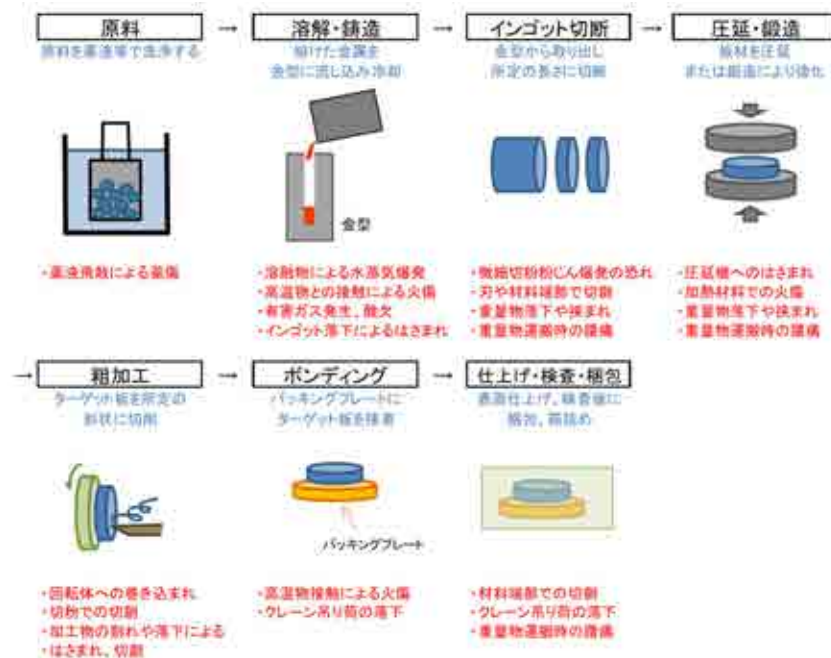 原料
→
溶解・鋳造
→
インゴット切断
→
圧延・鍛造
原料を薬液等で洗浄する
溶けた金属を
金型に流し込み冷却
金型から取り出し
所定の長さに切断
板材を圧延
または鍛造により強化
金型
・薬液飛散による薬傷
・溶融物による水蒸気爆発
・高温物との接触による火傷
・有害ガス発生、酸欠
・インゴット落下によるはさまれ
・微細切粉粉じん爆発の恐れ
・刃や材料端部で切創
・重量物落下や挟まれ
・重量物運搬時の腰痛
・圧延機へのはさまれ
・加熱材料での火傷
・重量物落下や挟まれ
・重量物運搬時の腰痛
→
粗加工
→
ボンディング
→
仕上げ・検査・梱包
ターゲット板を所定の
形状に切削
バッキングプレートに
ターゲット板を接着
表面仕上げ、検査後に
梱包、箱詰め
バッキングプレート
・回転体への巻き込まれ
・切粉での切創
・加工物の割れや落下による
・はさまれ、切創
・高温物接触による火傷
・クレーン吊り荷の落下
・材料端部での切創
・クレーン吊り荷の落下
・重量物運搬時の腰痛